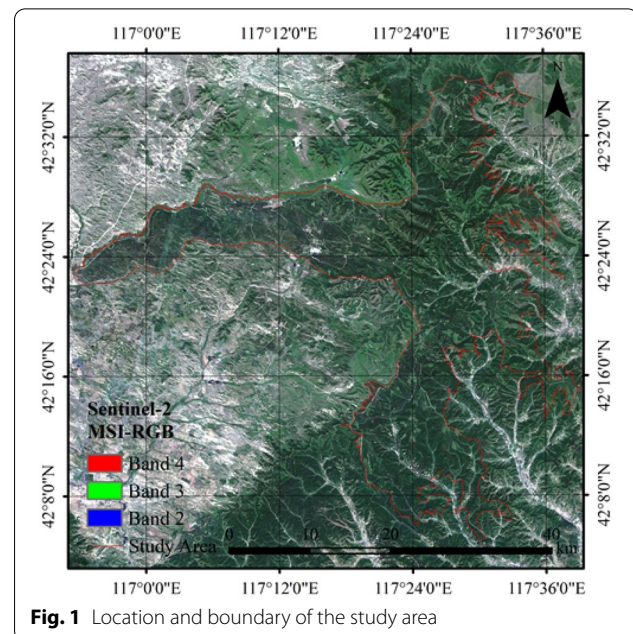 117°0'0"E 117°12'0"E 117°24'0"E 117°36'0"E
N
42°32'0"N
42°32'0"N
42°24'0"N
42°24'0"N
42°16'0"N
42°16'0"N
42°8'0"N
42°8'0"N
Sentinel-2
MSI-RGB
Band 4
Band 3
Band 2
Study Area
0 10 20 40
km
117°0'0"E 117°12'0"E 117°24'0"E 117°36'0"E
Fig. 1 Location and boundary of the study area